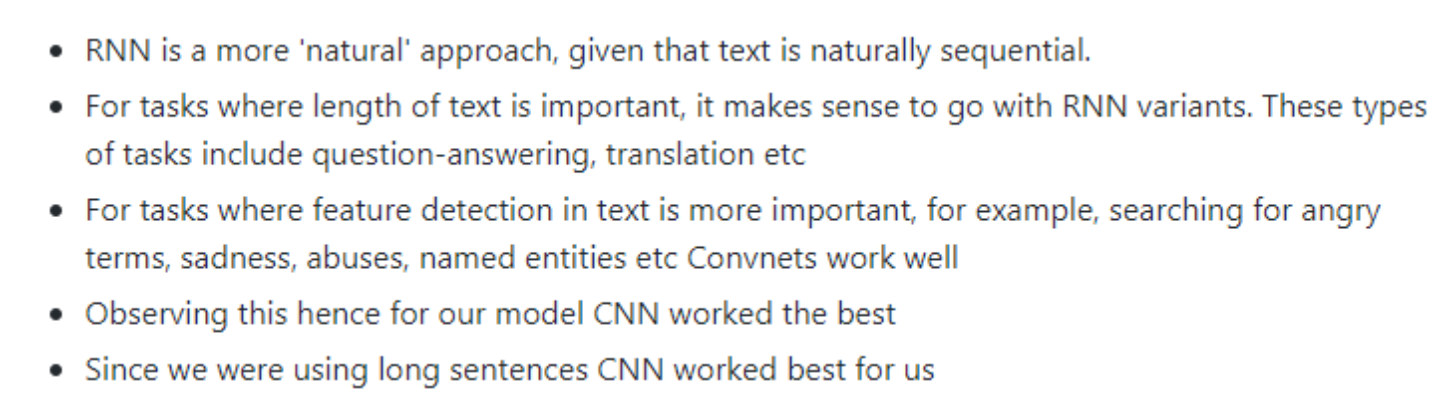 • RNN is a more 'natural' approach, given that text is naturally sequential.
• For tasks where length of text is important, it makes sense to go with RNN variants. These types
of tasks include question-answering, translation etc
• For tasks where feature detection in text is more important, for example, searching for angry
terms, sadness, abuses, named entities etc Convnets work well
• Observing this hence for our model CNN worked the best
• Since we were using long sentences CNN worked best for us